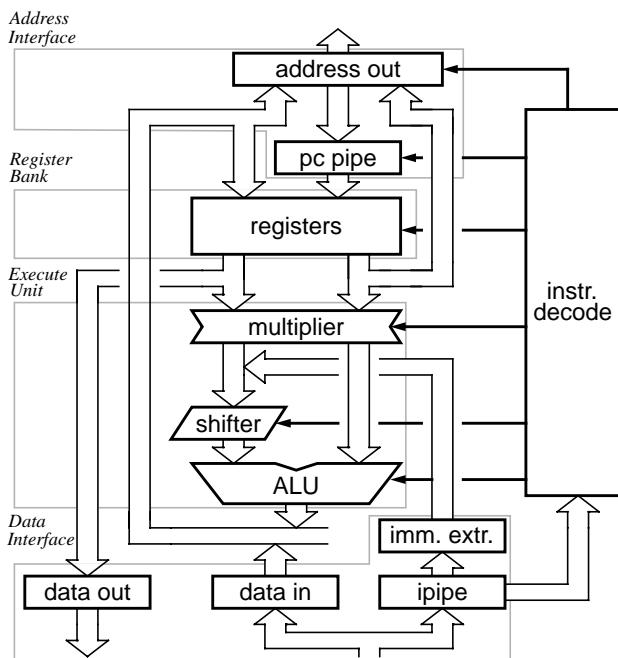 Address
Interface
address out
pc pipe
Register
Bank
registers
Execute
Unit
instr.
decode
multiplier
shifter
ALU
Data
Interface
imm. extr.
data out
data in
ipipe